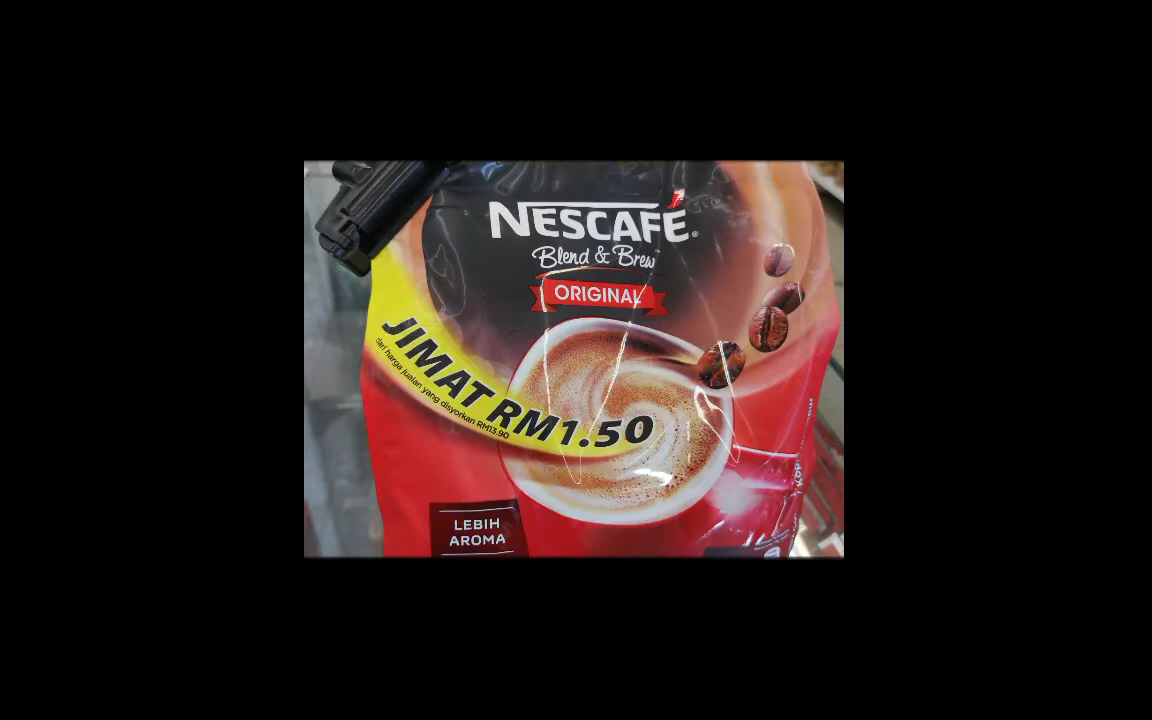 NESCAFÉ®
Blend & Brew
ORIGINAL
JIMAT RM1.50
dari harga jualan yang disyorkan RM13.90
LEBIH
AROMA